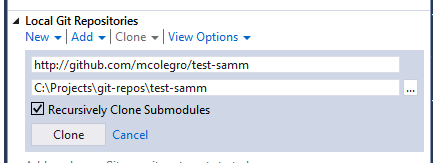 Local Git Repositories
New Add Clone View Options
http://github.com/mcolegro/test-samm
C:\Projects\git-repos\test-samm ...
Recursively Clone Submodules
Clone Cancel